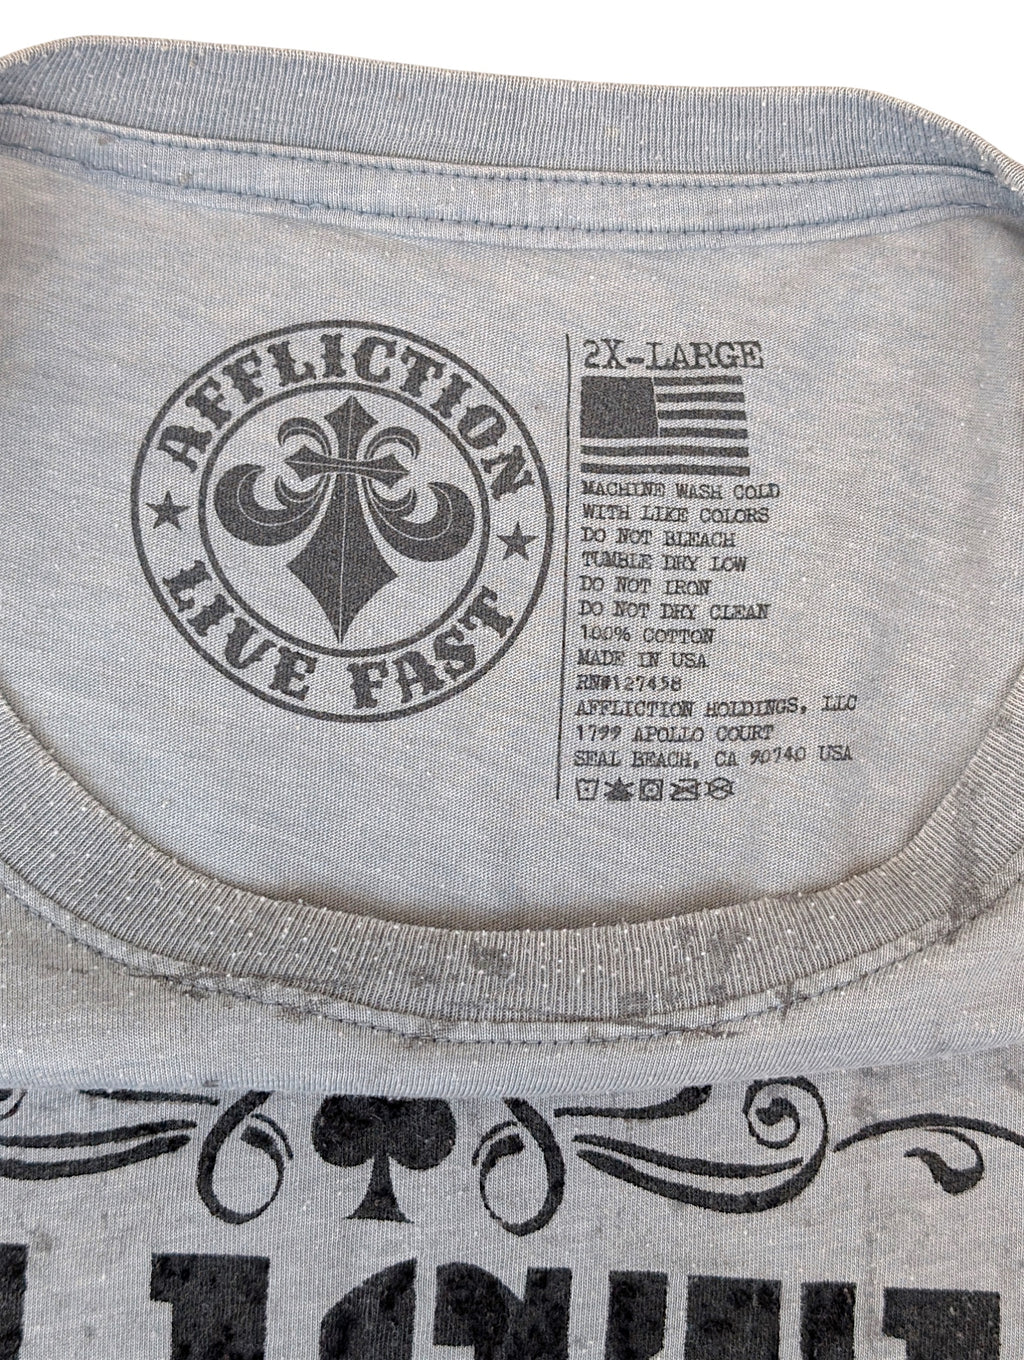 AFFLICTION
LIVE FAST
2X-LARGE
MACHINE WASH COLD
WITH LIKE COLORS
DO NOT BLEACH
TUMBLE DRY LOW
DO NOT IRON
DO NOT DRY CLEAN
100% COTTON
MADE IN USA
RN#127458
AFFLICTION HOLDINGS, LLC
1799 APOLLO COURT
SEAL BEACH, CA 90740 USA